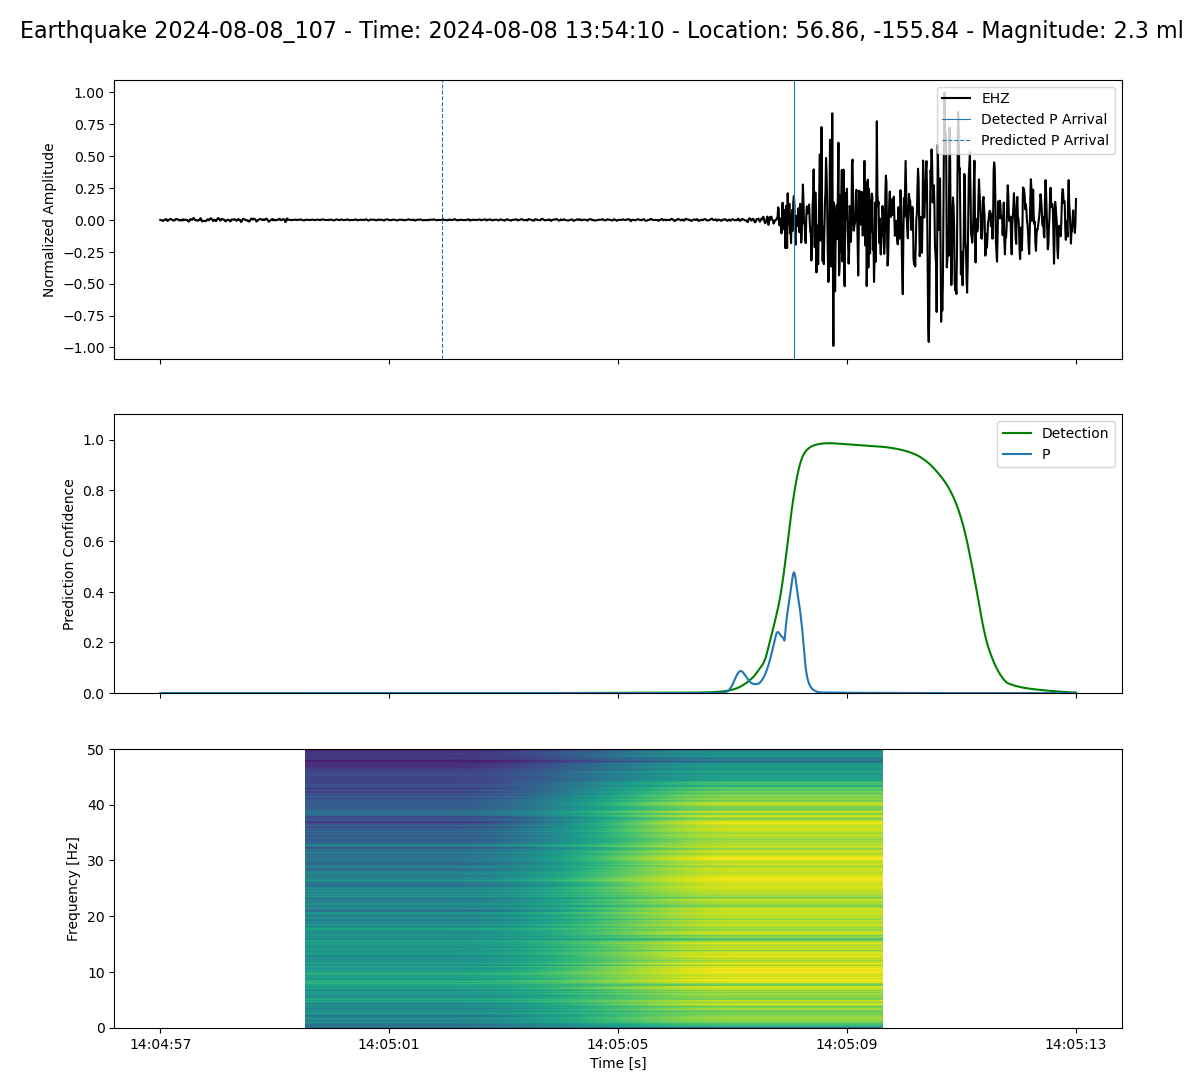 Earthquake 2024-08-08_107 - Time: 2024-08-08 13:54:10 - Location: 56.86, -155.84 - Magnitude: 2.3 ml
Normalized Amplitude
1.00
0.75
0.50
0.25
0.00
−0.25
−0.50
−0.75
−1.00
EHZ
Detected P Arrival
Predicted P Arrival
Prediction Confidence
1.0
0.8
0.6
0.4
0.2
0.0
Detection
P
Frequency [Hz]
50
40
30
20
10
0
14:04:57 14:05:01 14:05:05 14:05:09 14:05:13
Time [s]